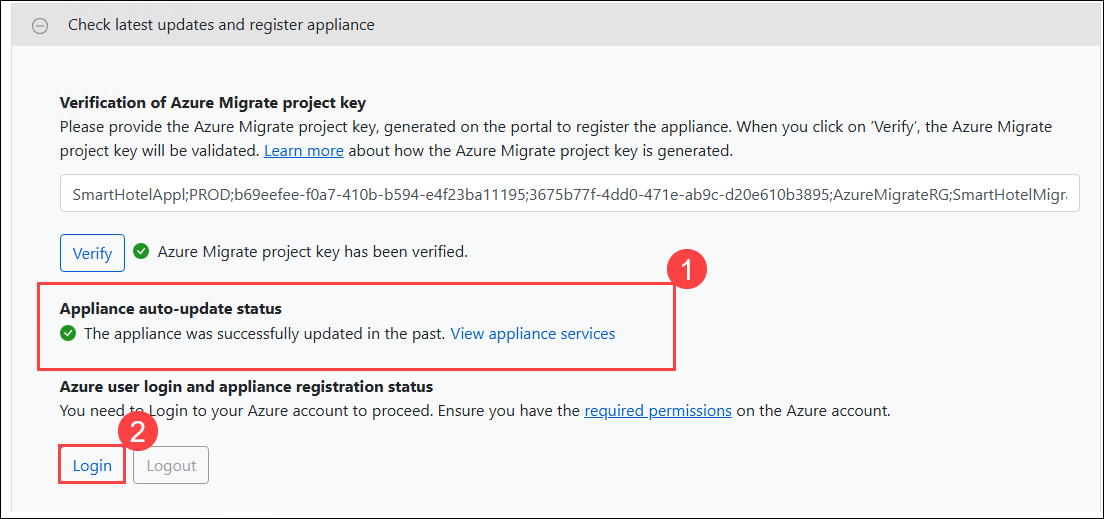 Check latest updates and register appliance
Verification of Azure Migrate project key
Please provide the Azure Migrate project key, generated on the portal to register the appliance. When you click on ‘Verify’, the Azure Migrate
project key will be validated. Learn more about how the Azure Migrate project key is generated.
SmartHotelAppl;PROD;b69eefee-f0a7-410b-b594-e4f23ba11195;3675b77f-4dd0-471e-ab9c-d20e610b3895;AzureMigrateRG;SmartHotelMigra
Verify Azure Migrate project key has been verified.
1
Appliance auto-update status
The appliance was successfully updated in the past. View appliance services
Azure user login and appliance registration status
You need to Login to your Azure account to proceed. Ensure you have the required permissions on the Azure account.
2
Login Logout